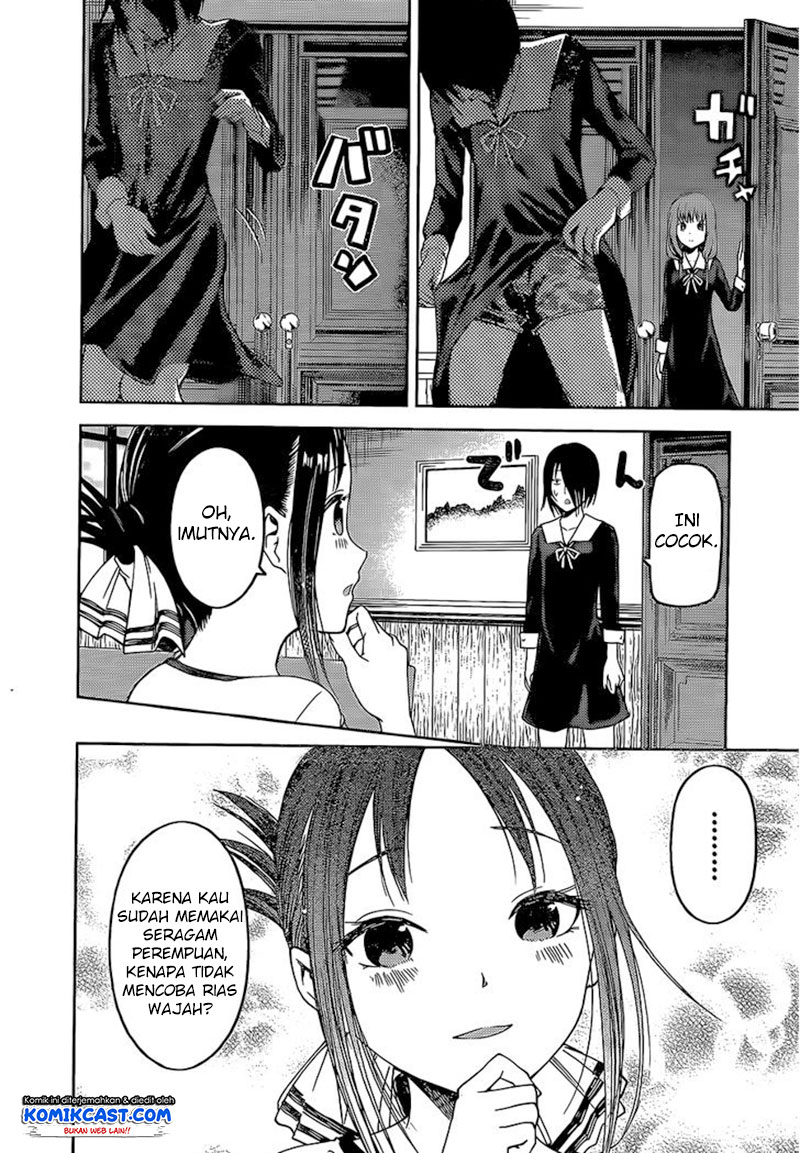 ガチャ
バタン
INI
COCOK.
でん
OH,
IMUTNYA.
..........
KARENA KAU
SUDAH MEMAKAI
SERAGAM
PEREMPUAN,
KENAPA TIDAK
MENCOBA RIAS
WAJAH?
Komik ini diterjemahkan & diedit oleh
KOMIKCAST.COM
BUKAN WEB LAIN!!